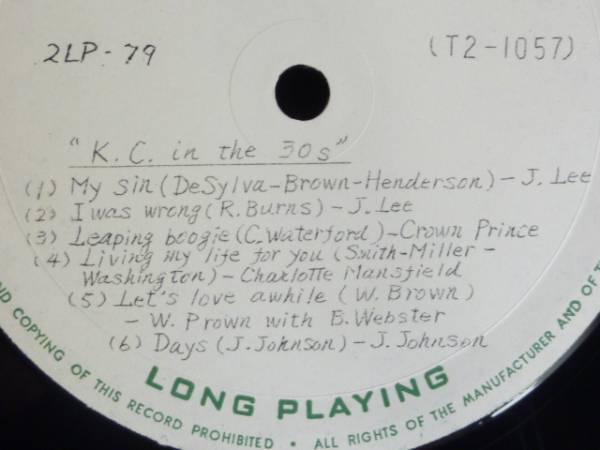 2LP-79
(T2-1057)
"K.C. in the 30s"
(1) My sin (DeSylva-Brown-Henderson) - J. Lee
(2) I was wrong (R. Burns) - J. Lee
(3) Leaping boogie (C. Waterford) - Crown Prince
(4) Living my life for you (Smith-Miller-
Washington) - Charlotte Mansfield
(5) Let's love awhile (W. Brown)
- W. Prown with B. Webster
(6) Days (J. Johnson) - J. Johnson
LONG PLAYING
COPYING OF THIS RECORD PROHIBITED • ALL RIGHTS OF THE MANUFACTURER AND OF